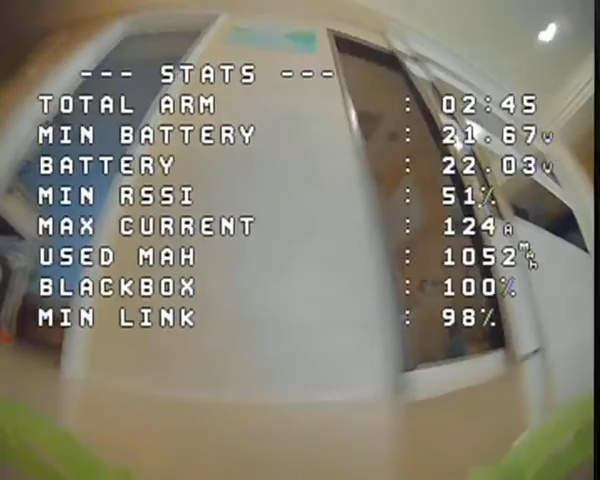 --- STATS ---
TOTAL ARM : 02:45
MIN BATTERY : 21.67V
BATTERY : 22.03V
MIN RSSI : 51%
MAX CURRENT : 124A
USED MAH : 1052mAh
BLACKBOX : 100%
MIN LINK : 98%